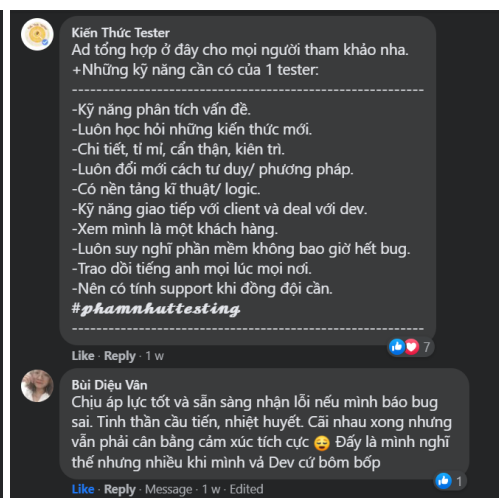 Kiến Thức Tester
Ad tổng hợp ở đây cho mọi người tham khảo nha.
+Những kỹ năng cần có của 1 tester:
----------------------------------------------------------
-Kỹ năng phân tích vấn đề.
-Luôn học hỏi những kiến thức mới.
-Chi tiết, tỉ mỉ, cẩn thận, kiên trì.
-Luôn đổi mới cách tư duy/ phương pháp.
-Có nền tảng kĩ thuật/ logic.
-Kỹ năng giao tiếp với client và deal với dev.
-Xem mình là một khách hàng.
-Luôn suy nghĩ phần mềm không bao giờ hết bug.
-Trao dồi tiếng anh mọi lúc mọi nơi.
-Nên có tính support khi đồng đội cần.
#𝓹𝓱𝓪𝓶𝓷𝓱𝓾𝓽𝓽𝓮𝓼𝓽𝓲𝓷𝓰
----------------------------------------------------------
7
Like · Reply · 1 w
Bùi Diệu Vân
Chịu áp lực tốt và sẵn sàng nhận lỗi nếu mình báo bug
sai. Tinh thần cầu tiến, nhiệt huyết. Cãi nhau xong nhưng
vẫn phải cân bằng cảm xúc tích cực 😌 Đấy là mình nghĩ
thế nhưng nhiều khi mình vả Dev cứ bôm bốp
1
Like · Reply · Message · 1 w · Edited